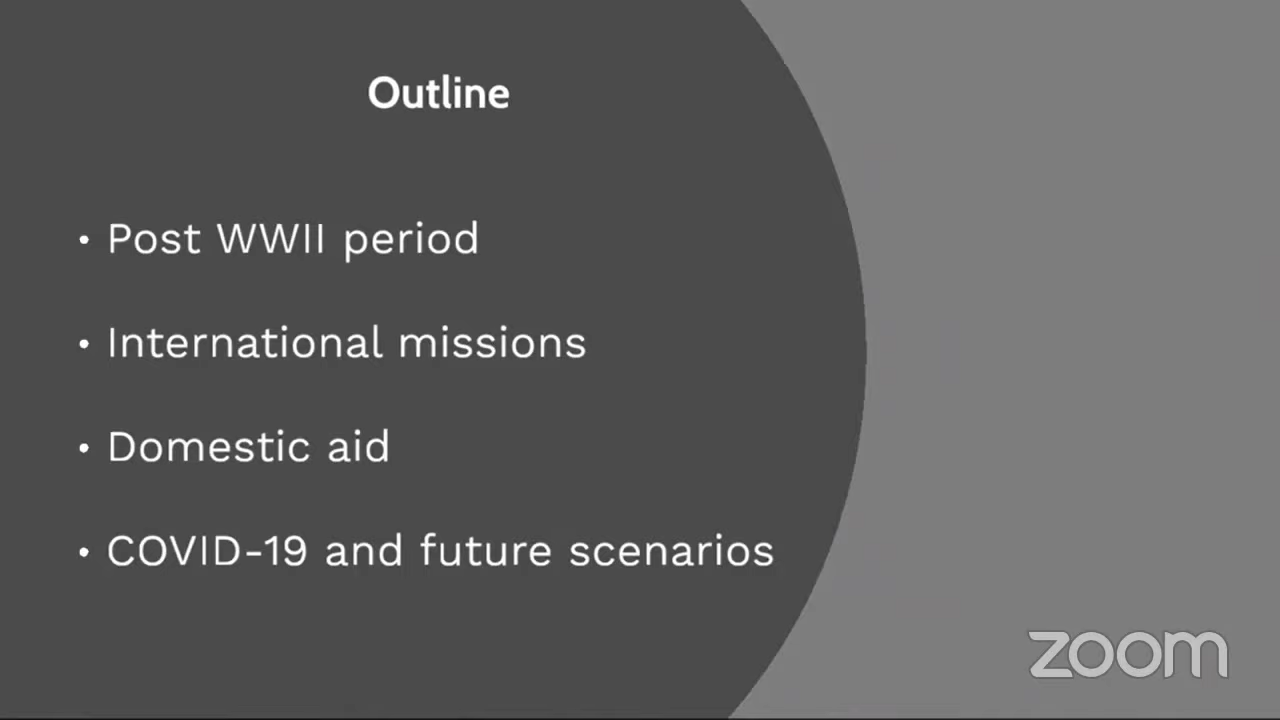 Outline
• Post WWII period
• International missions
• Domestic aid
• COVID-19 and future scenarios
zoom